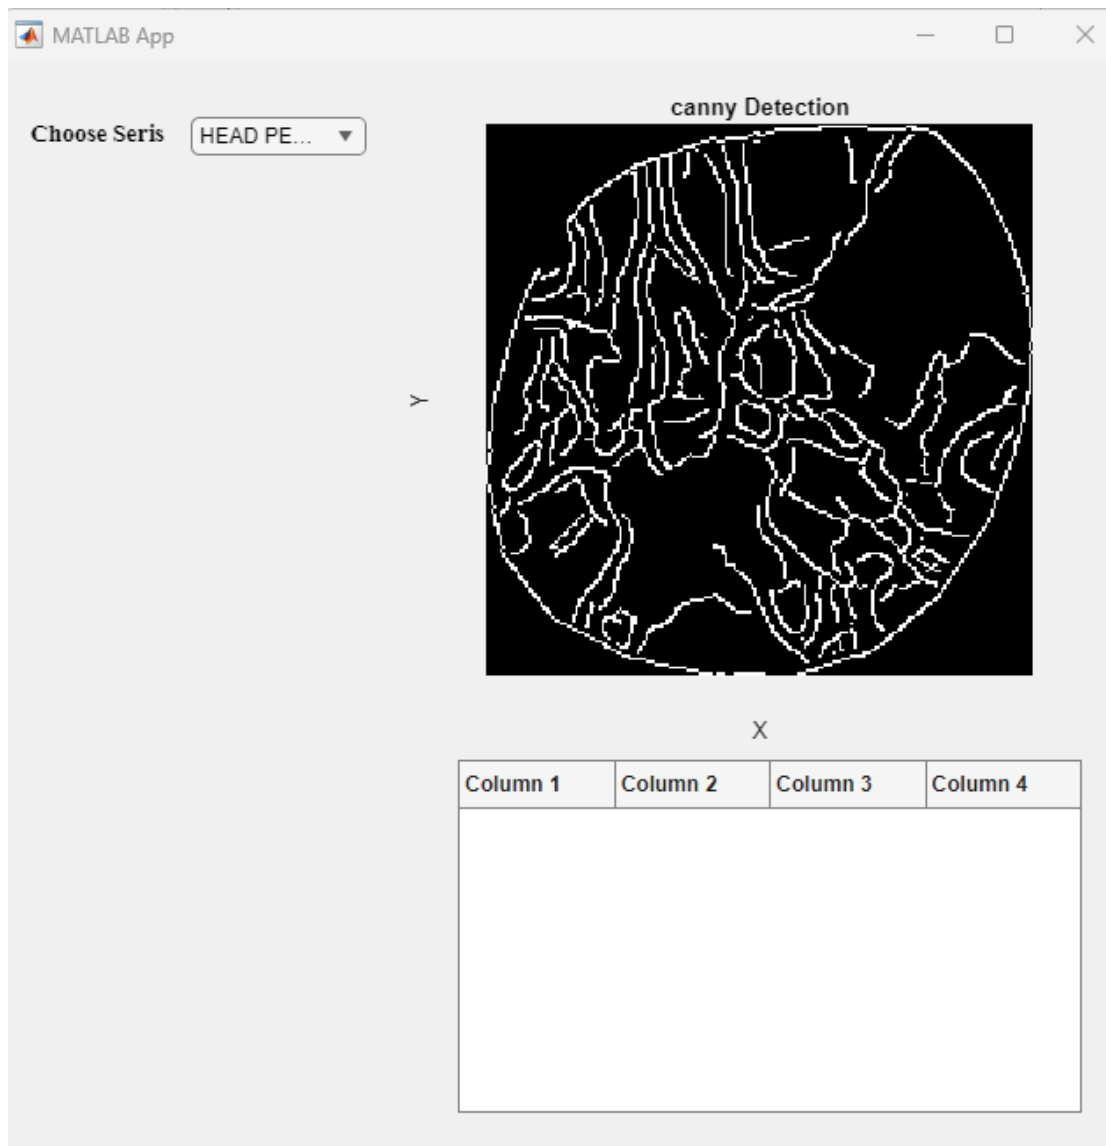 MATLAB App
Choose Seris
HEAD PE...
canny Detection
Y
X
Column 1 Column 2 Column 3 Column 4